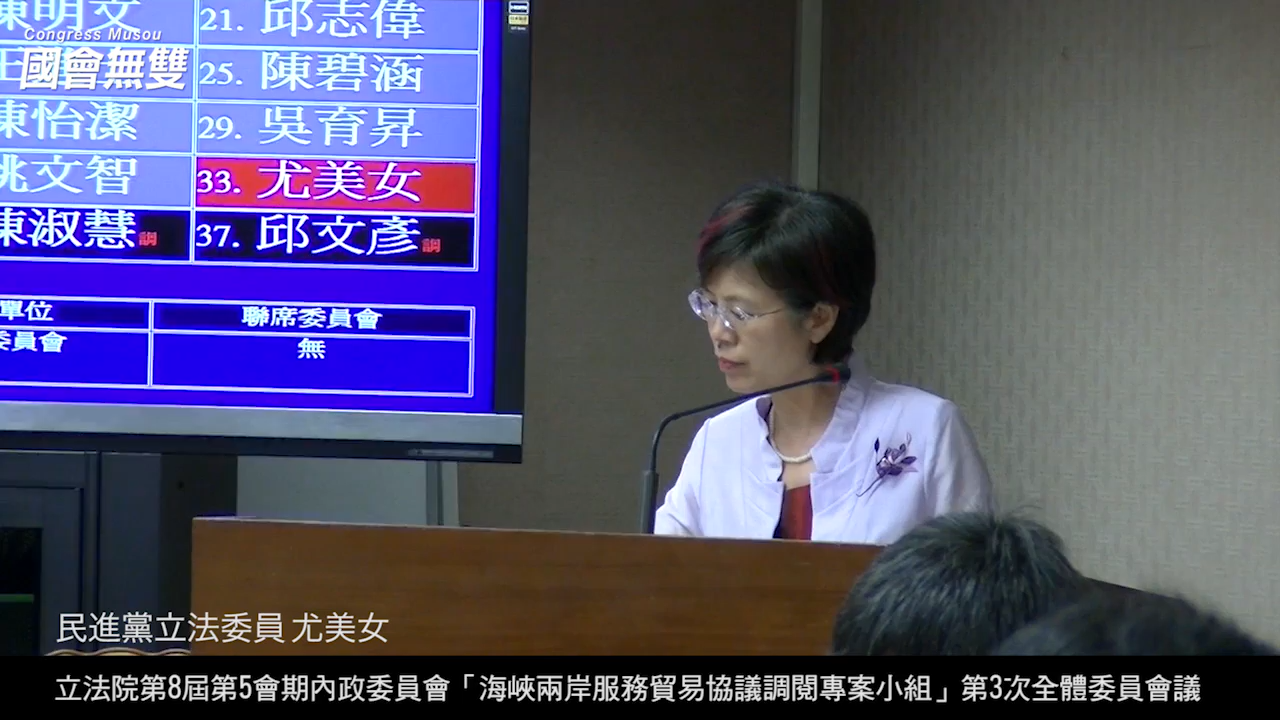 陳明文 21. 邱志偉
Congress Musou
國會無雙
25. 陳碧涵
陳怡潔 29. 吳育昇
姚文智 33. 尤美女
陳淑慧 調 37. 邱文彥 調
單位 聯席委員會
委員會 無
民進黨立法委員 尤美女
立法院第8屆第5會期內政委員會「海峽兩岸服務貿易協議調閱專案小組」第3次全體委員會議